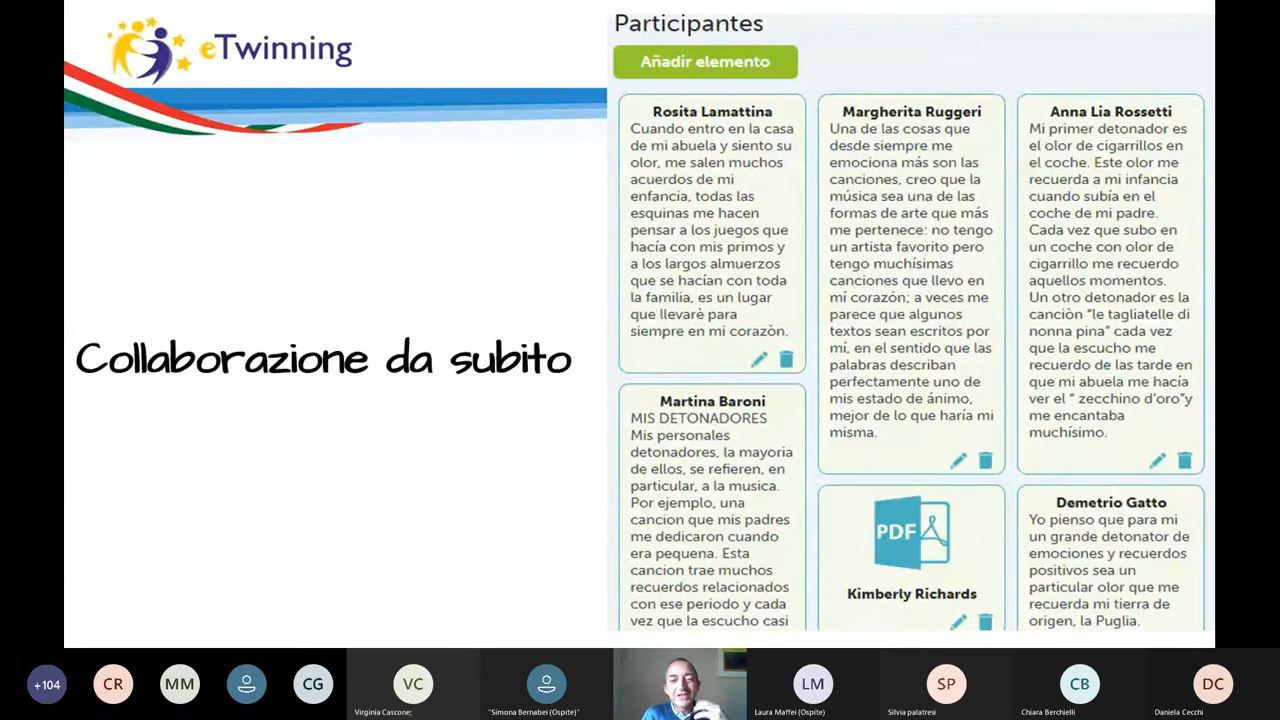 eTwinning
Collaborazione da subito
Participantes
Añadir elemento
Rosita Lamattina
Cuando entro en la casa
de mi abuela y siento su
olor, me salen muchos
acuerdos de mi
enfancia, todas las
esquinas me hacen
pensar a los juegos que
hacía con mis primos y
a los largos almuerzos
que se hacían con toda
la familia, es un lugar
que llevarè para
siempre en mi corazòn.
Martina Baroni
MIS DETONADORES
Mis personales
detonadores, la mayoria
de ellos, se refieren, en
particular, a la musica.
Por ejemplo, una
cancion que mis padres
me dedicaron cuando
era pequena. Esta
cancion trae muchos
recuerdos relacionados
con ese periodo y cada
vez que la escucho casi
Margherita Ruggeri
Una de las cosas que
desde siempre me
emociona más son las
canciones, creo que la
música sea una de las
formas de arte que más
me pertenece: no tengo
un artista favorito pero
tengo muchísimas
canciones que llevo en
mí corazón; a veces me
parece que algunos
textos sean escritos por
mí, en el sentido que las
palabras describan
perfectamente uno de
mis estado de ánimo,
mejor de lo que haría mi
misma.
PDF
Kimberly Richards
Anna Lia Rossetti
Mi primer detonador es
el olor de cigarrillos en
el coche. Este olor me
recuerda a mi infancia
cuando subía en el
coche de mi padre.
Cada vez que subo en
un coche con olor de
cigarrillo me recuerdo
aquellos momentos.
Un otro detonador es la
canciòn “le tagliatelle di
nonna pina” cada vez
que la escucho me
recuerdo de las tarde en
que mi abuela me hacía
ver el “ zecchino d’oro”y
me encantaba
muchísimo.
Demetrio Gatto
Yo pienso que para mi
un grande detonator de
emociones y recuerdos
positivos sea un
particular olor que me
recuerda mi tierra de
origen, la Puglia.
+104
CR
MM
CG
VC
Virginia Cascone;
"Simona Bernabei (Ospite)"
LM
Laura Maffei (Ospite)
SP
Silvia palatresi
CB
Chiara Berchielli
DC
Daniela Cecchi